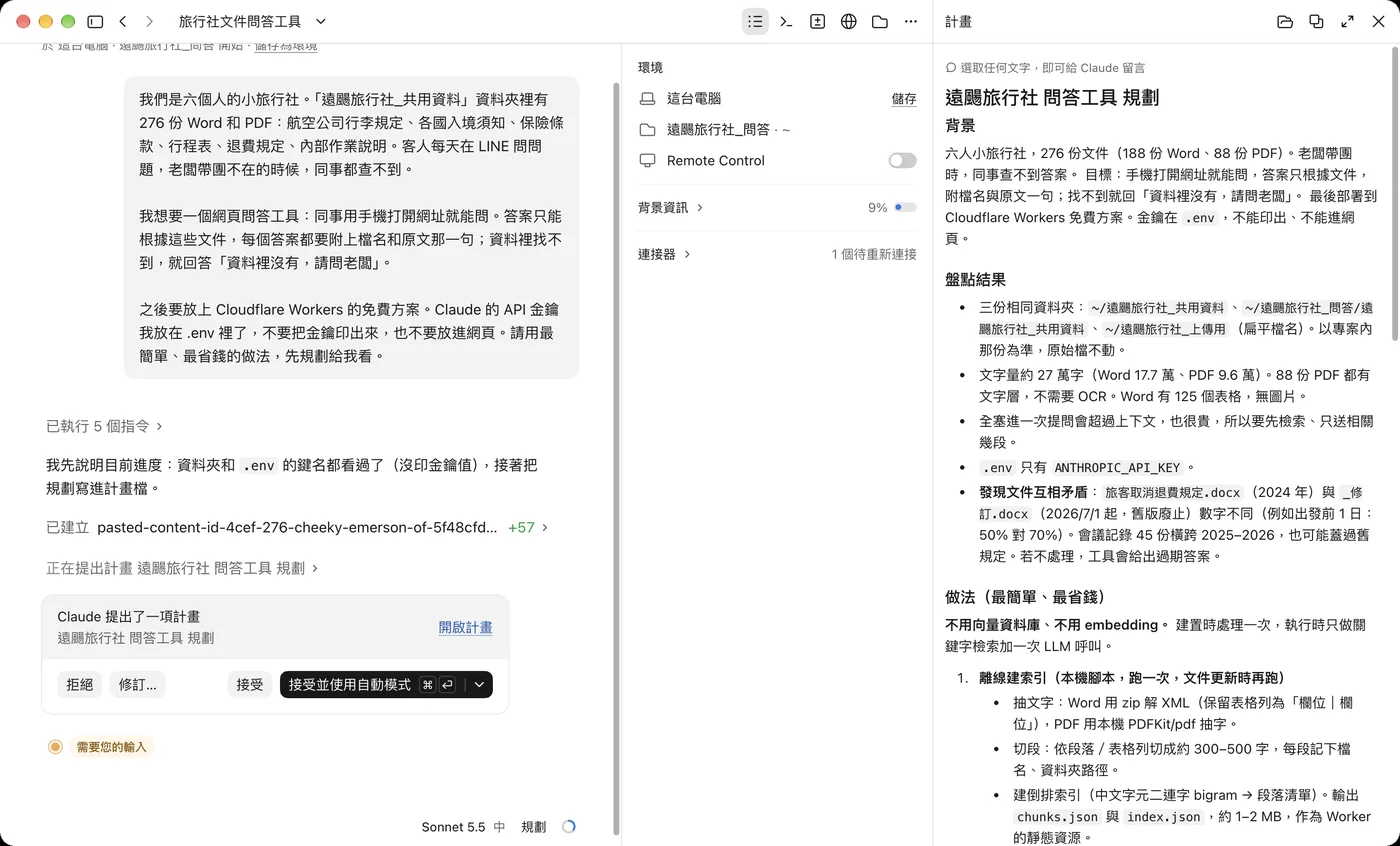 旅行社文件問答工具
於 這台電腦 · 遠颺旅行社_問答 開始 · 儲存為環境
我們是六個人的小旅行社。「遠颺旅行社_共用資料」資料夾裡有
276 份 Word 和 PDF：航空公司行李規定、各國入境須知、保險條
款、行程表、退費規定、內部作業說明。客人每天在 LINE 問問
題，老闆帶團不在的時候，同事都查不到。
我想要一個網頁問答工具：同事用手機打開網址就能問。答案只能
根據這些文件，每個答案都要附上檔名和原文那一句；資料裡找不
到，就回答「資料裡沒有，請問老闆」。
之後要放上 Cloudflare Workers 的免費方案。Claude 的 API 金鑰
我放在 .env 裡了，不要把金鑰印出來，也不要放進網頁。請用最
簡單、最省錢的做法，先規劃給我看。
已執行 5 個指令
我先說明目前進度：資料夾和 .env 的鍵名都看過了（沒印金鑰值），接著把
規劃寫進計畫檔。
已建立 pasted-content-id-4cef-276-cheeky-emerson-of-5f48cfd... +57
正在提出計畫 遠颺旅行社 問答工具 規劃
Claude 提出了一項計畫
遠颺旅行社 問答工具 規劃
開啟計畫
拒絕 修訂... 接受 接受並使用自動模式 ⌘
需要您的輸入
Sonnet 5.5 中 規劃
環境
這台電腦 儲存
遠颺旅行社_問答 · ~
Remote Control
背景資訊 9%
連接器 1 個待重新連接
計畫
選取任何文字，即可給 Claude 留言
遠颺旅行社 問答工具 規劃
背景
六人小旅行社，276 份文件（188 份 Word、88 份 PDF）。老闆帶團
時，同事查不到答案。 目標：手機打開網址就能問，答案只根據文件，
附檔名與原文一句；找不到就回「資料裡沒有，請問老闆」。 最後部署到
Cloudflare Workers 免費方案。金鑰在 .env ，不能印出、不能進網
頁。
盤點結果
• 三份相同資料夾： ~/遠颺旅行社_共用資料 、 ~/遠颺旅行社_問答/遠
颺旅行社_共用資料 、 ~/遠颺旅行社_上傳用 （扁平檔名）。以專案內
那份為準，原始檔不動。
• 文字量約 27 萬字（Word 17.7 萬、PDF 9.6 萬）。88 份 PDF 都有
文字層，不需要 OCR。Word 有 125 個表格，無圖片。
• 全塞進一次提問會超過上下文，也很貴，所以要先檢索、只送相關
幾段。
• .env 只有 ANTHROPIC_API_KEY 。
• 發現文件互相矛盾： 旅客取消退費規定.docx （2024 年）與 _修
訂.docx （2026/7/1 起，舊版廢止）數字不同（例如出發前 1 日：
50% 對 70%）。會議記錄 45 份橫跨 2025–2026，也可能蓋過舊
規定。若不處理，工具會給出過期答案。
做法（最簡單、最省錢）
不用向量資料庫、不用 embedding。 建置時處理一次，執行時只做關
鍵字檢索加一次 LLM 呼叫。
1. 離線建索引（本機腳本，跑一次，文件更新時再跑）
• 抽文字：Word 用 zip 解 XML（保留表格列為「欄位｜欄
位」），PDF 用本機 PDFKit/pdf 抽字。
• 切段：依段落 / 表格列切成約 300–500 字，每段記下檔
名、資料夾路徑。
• 建倒排索引（中文字元二連字 bigram → 段落清單）。輸出
chunks.json 與 index.json ，約 1–2 MB，作為 Worker
的靜態資源。